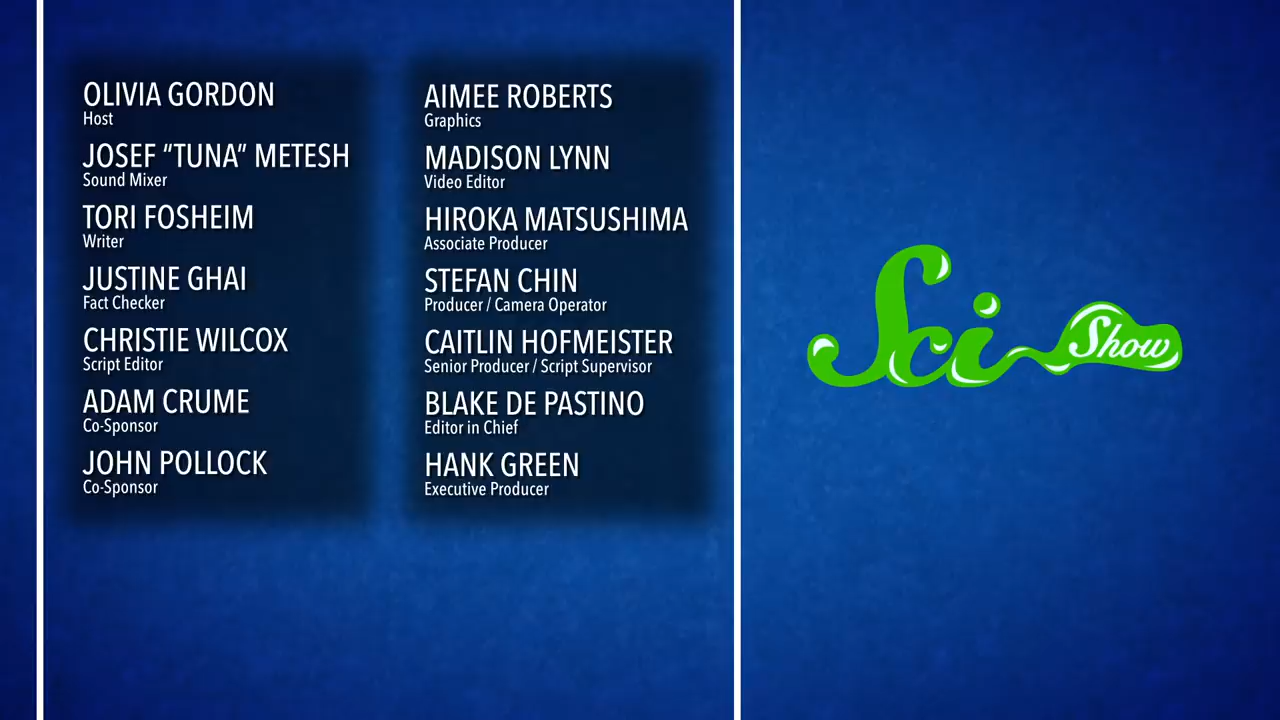 OLIVIA GORDON
Host
JOSEF “TUNA” METESH
Sound Mixer
TORI FOSHEIM
Writer
JUSTINE GHAI
Fact Checker
CHRISTIE WILCOX
Script Editor
ADAM CRUME
Co-Sponsor
JOHN POLLOCK
Co-Sponsor
AIMEE ROBERTS
Graphics
MADISON LYNN
Video Editor
HIROKA MATSUSHIMA
Associate Producer
STEFAN CHIN
Producer / Camera Operator
CAITLIN HOFMEISTER
Senior Producer / Script Supervisor
BLAKE DE PASTINO
Editor in Chief
HANK GREEN
Executive Producer
Sci Show